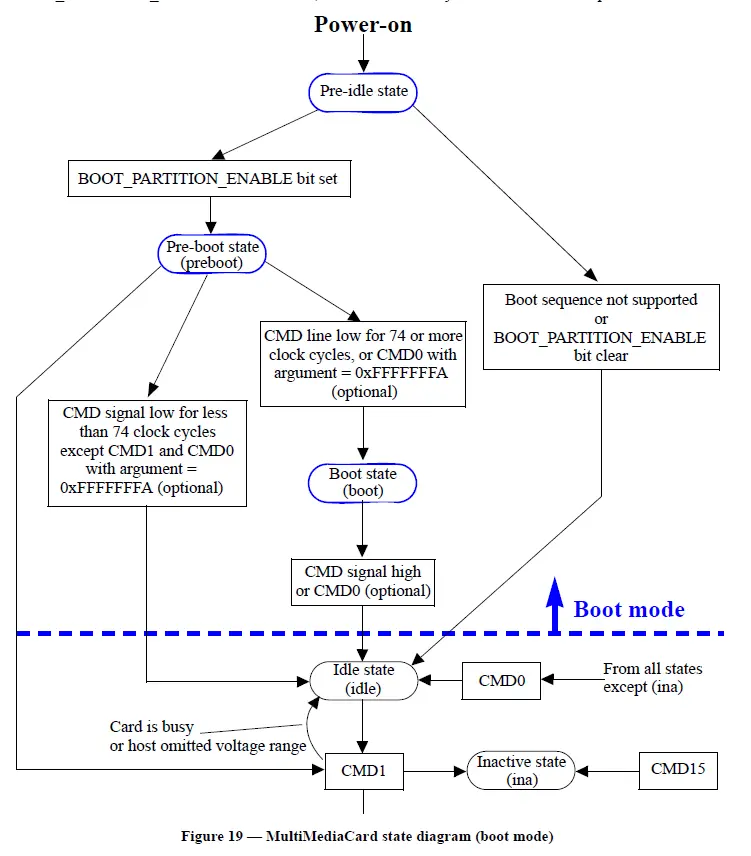 Power-on
Pre-idle state
BOOT_PARTITION_ENABLE bit set
Pre-boot state
(preboot)
Boot sequence not supported
or
BOOT_PARTITION_ENABLE
bit clear
CMD line low for 74 or more
clock cycles, or CMD0 with
argument = 0xFFFFFFFA
(optional)
CMD signal low for less
than 74 clock cycles
except CMD1 and CMD0
with argument =
0xFFFFFFFA (optional)
Boot state
(boot)
CMD signal high
or CMD0 (optional)
Boot mode
Idle state
(idle)
CMD0
From all states
except (ina)
Card is busy
or host omitted voltage range
CMD1
Inactive state
(ina)
CMD15
Figure 19 — MultiMediaCard state diagram (boot mode)